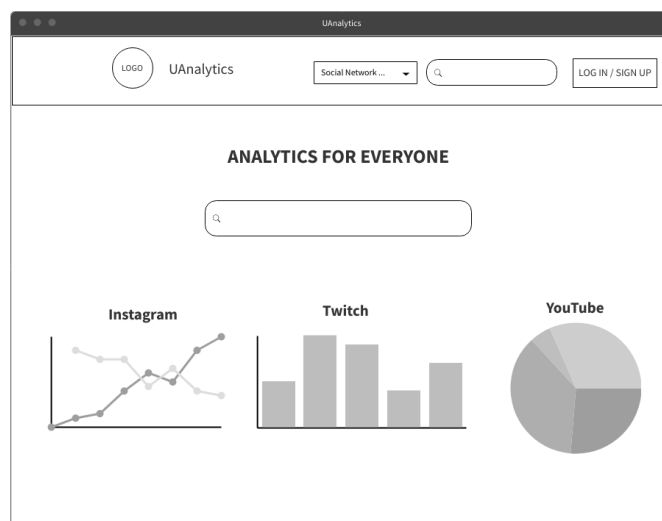 UAnalytics
LOGO
UAnalytics
Social Network ...
LOG IN / SIGN UP
ANALYTICS FOR EVERYONE
Instagram
Twitch
YouTube